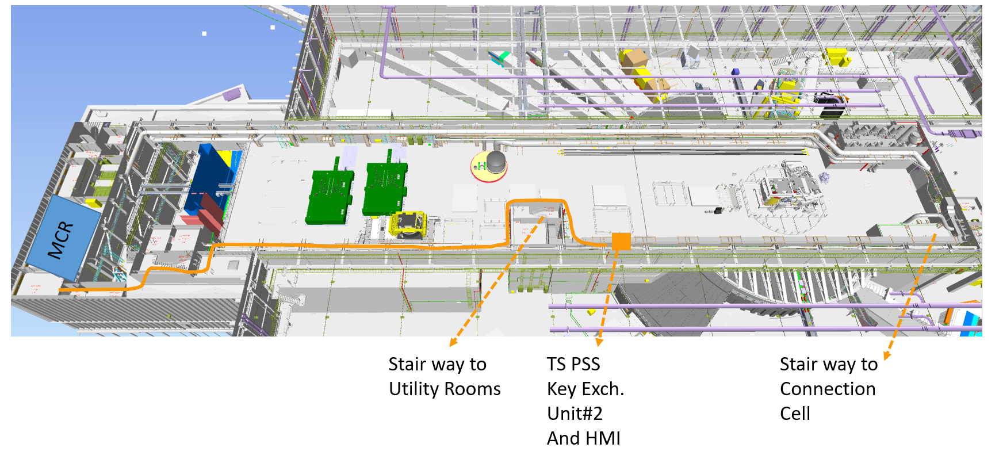 MCR
H
Stair way to
Utility Rooms
TS PSS
Key Exch.
Unit#2
And HMI
Stair way to
Connection
Cell